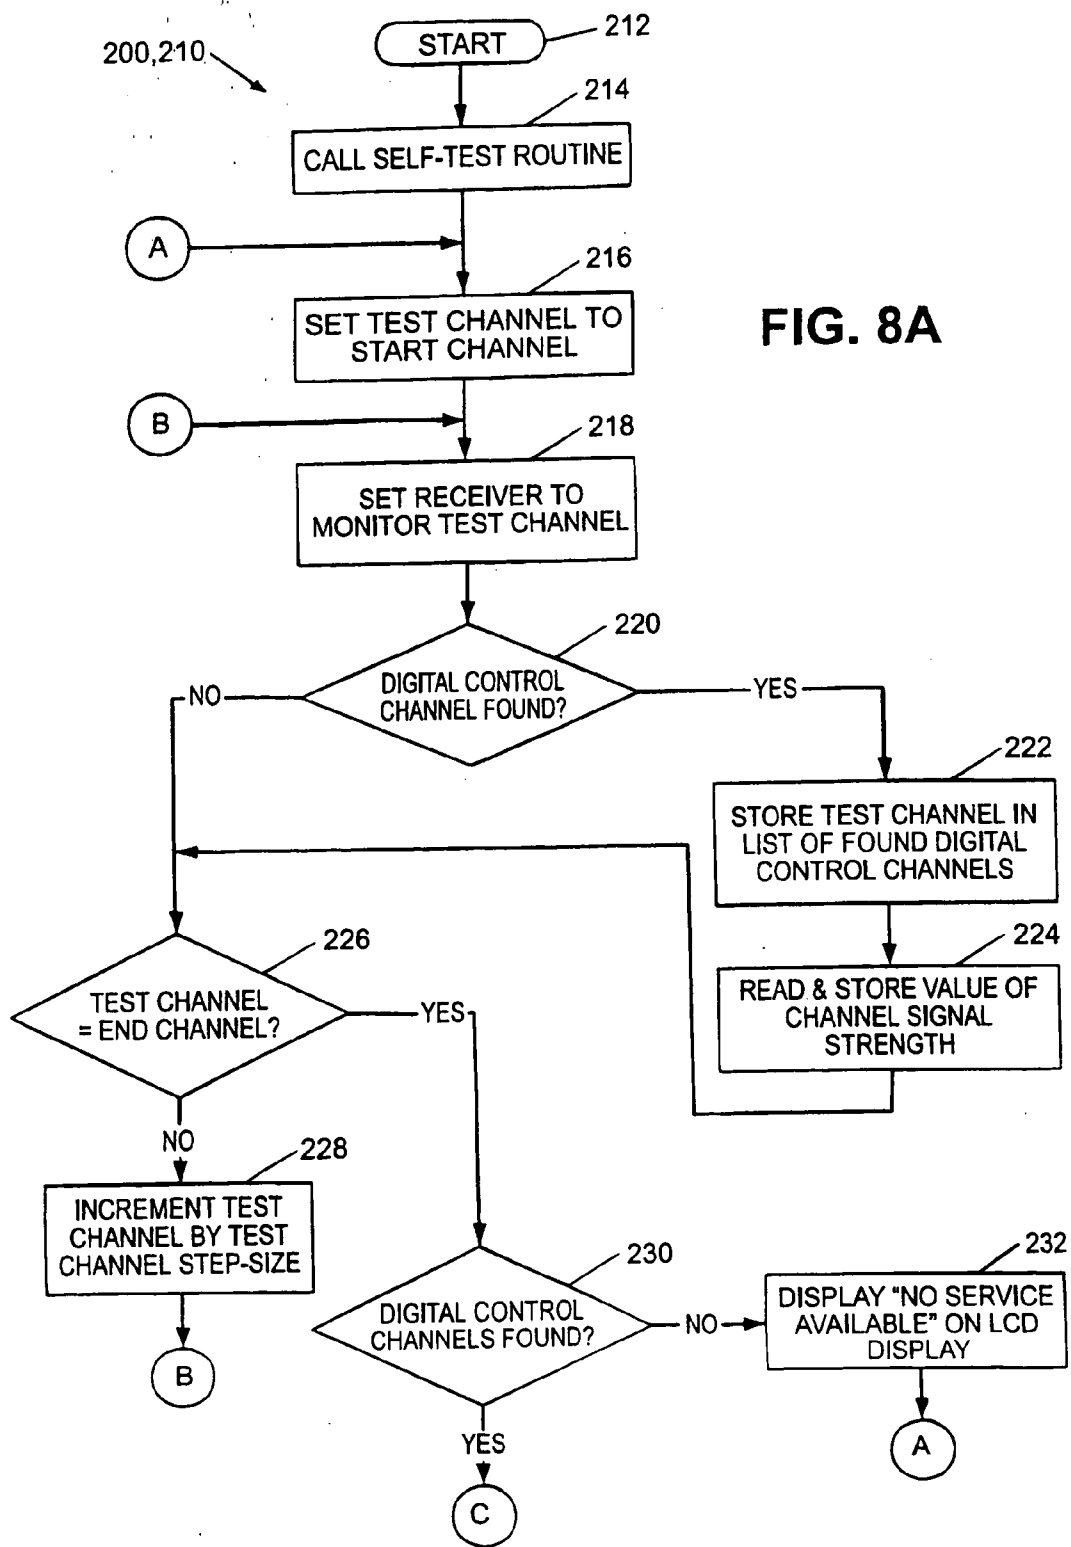 START
212
200,210
214
CALL SELF-TEST ROUTINE
A
216
SET TEST CHANNEL TO
START CHANNEL
FIG. 8A
B
218
SET RECEIVER TO
MONITOR TEST CHANNEL
220
DIGITAL CONTROL
CHANNEL FOUND?
NO
YES
222
STORE TEST CHANNEL IN
LIST OF FOUND DIGITAL
CONTROL CHANNELS
224
READ & STORE VALUE OF
CHANNEL SIGNAL
STRENGTH
226
TEST CHANNEL
= END CHANNEL?
YES
NO
228
INCREMENT TEST
CHANNEL BY TEST
CHANNEL STEP-SIZE
B
230
DIGITAL CONTROL
CHANNELS FOUND?
NO
232
DISPLAY "NO SERVICE
AVAILABLE" ON LCD
DISPLAY
A
YES
C